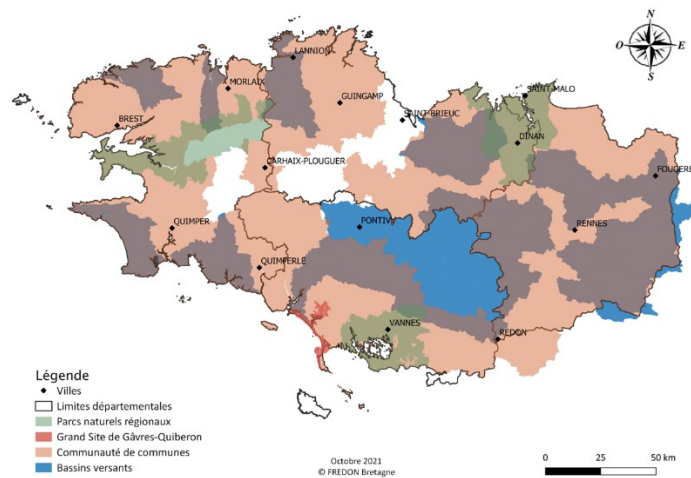 N
O
E
S
LANNION
MORLAIX
SAINT-MALO
GUINGAMP
SAINT-BRIEUC
BREST
DINAN
CARHAIX-PLOUGUER
FOUGERE
QUIMPER
PONTIVY
RENNES
QUIMPERLE
VANNES
REDON
Légende
Villes
Limites départementales
Parcs naturels régionaux
Grand Site de Gâvres-Quiberon
Communauté de communes
Bassins versants
Octobre 2021
© FREDON Bretagne
0 25 50 km